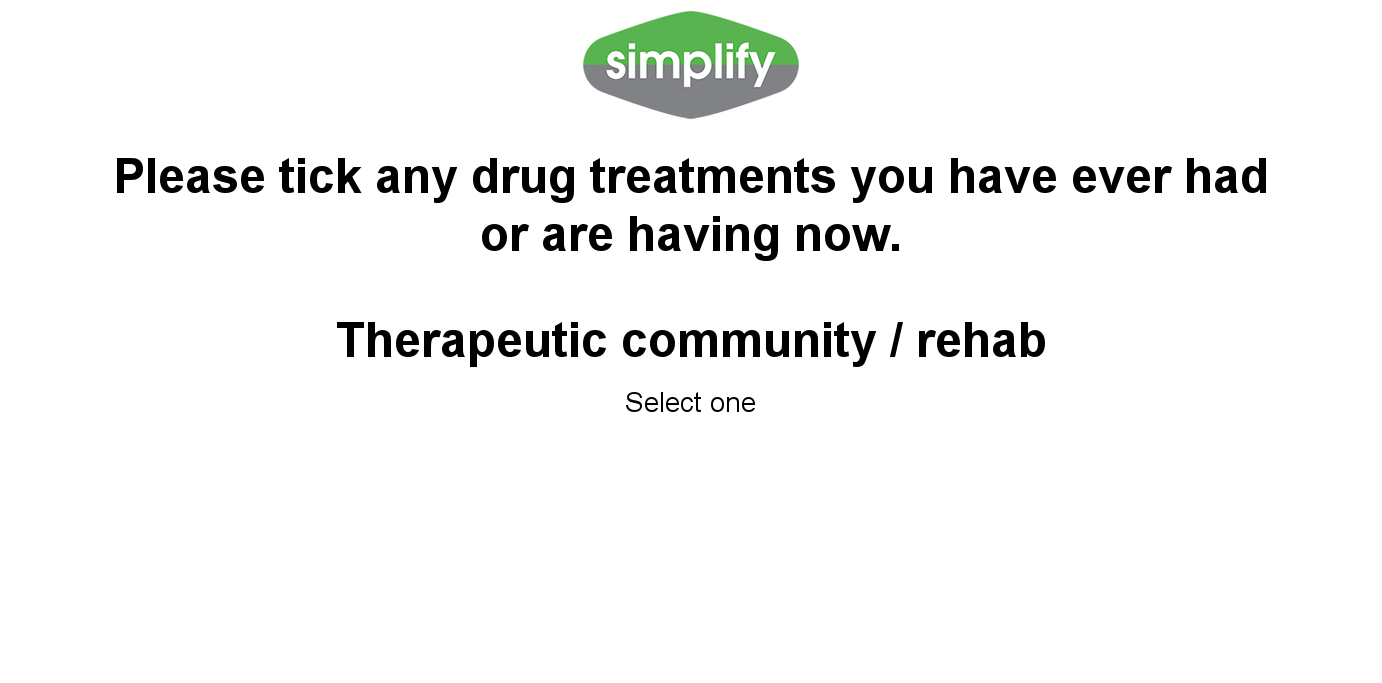 simplify
Please tick any drug treatments you have ever had
or are having now.
Therapeutic community / rehab
Select one